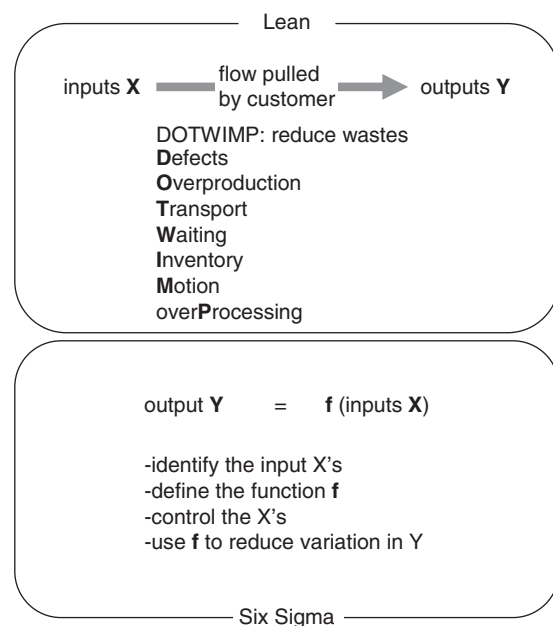 Lean
inputs X flow pulled by customer outputs Y
DOTWIMP: reduce wastes
Defects
Overproduction
Transport
Waiting
Inventory
Motion
overProcessing
output Y = f (inputs X)
-identify the input X's
-define the function f
-control the X's
-use f to reduce variation in Y
Six Sigma